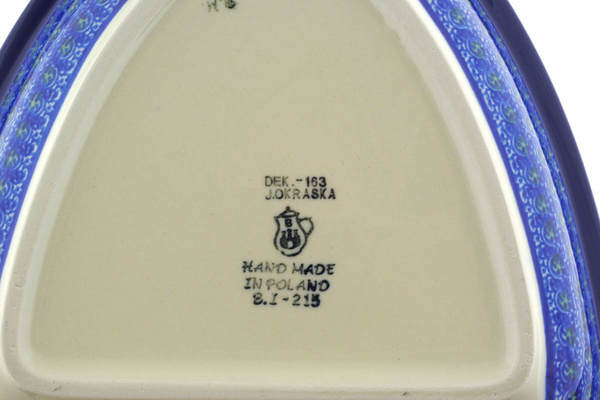 DEK.-163
J.OKRASKA
B
HAND MADE
IN POLAND
B.I-215